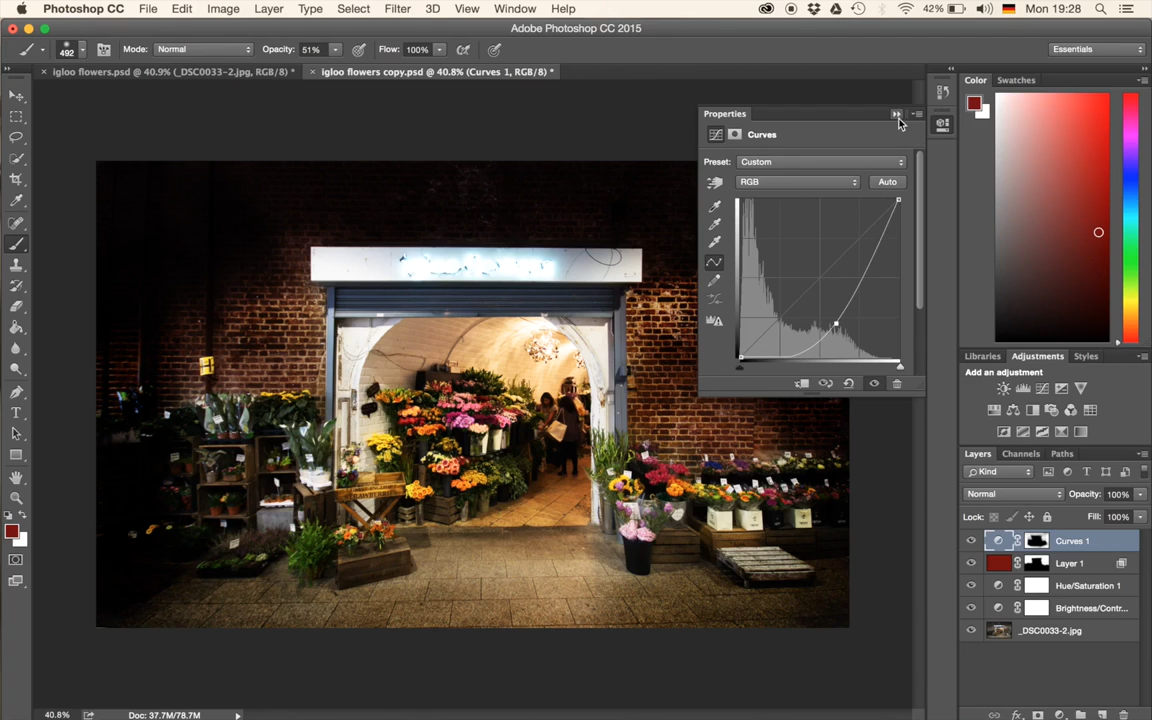 Photoshop CC File Edit Image Layer Type Select Filter 3D View Window Help 42% Mon 19:28
Adobe Photoshop CC 2015
492 Mode: Normal Opacity: 51% Flow: 100% Essentials
igloo flowers.psd @ 40.9% (_DSC0033-2.jpg, RGB/8) * igloo flowers copy.psd @ 40.8% (Curves 1, RGB/8) *
Color Swatches
Properties
Curves
Preset: Custom
RGB Auto
Libraries Adjustments Styles
Add an adjustment
Layers Channels Paths
Kind
Normal Opacity: 100%
Lock: Fill: 100%
Curves 1
Layer 1
Hue/Saturation 1
Brightness/Contr...
_DSC0033-2.jpg
40.8% Doc: 37.7M/78.7M